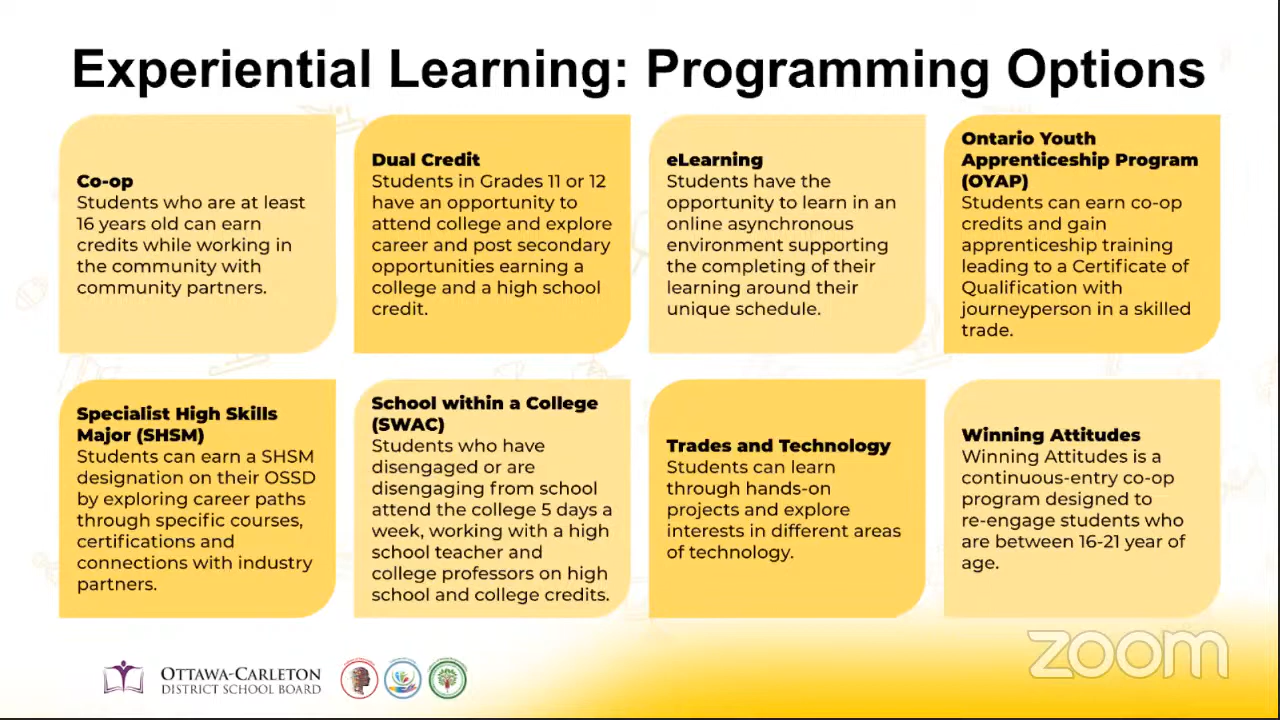 Experiential Learning: Programming Options
Co-op
Students who are at least
16 years old can earn
credits while working in
the community with
community partners.
Dual Credit
Students in Grades 11 or 12
have an opportunity to
attend college and explore
career and post secondary
opportunities earning a
college and a high school
credit.
eLearning
Students have the
opportunity to learn in an
online asynchronous
environment supporting
the completing of their
learning around their
unique schedule.
Ontario Youth
Apprenticeship Program
(OYAP)
Students can earn co-op
credits and gain
apprenticeship training
leading to a Certificate of
Qualification with
journeyperson in a skilled
trade.
Specialist High Skills
Major (SHSM)
Students can earn a SHSM
designation on their OSSD
by exploring career paths
through specific courses,
certifications and
connections with industry
partners.
School within a College
(SWAC)
Students who have
disengaged or are
disengaging from school
attend the college 5 days a
week, working with a high
school teacher and
college professors on high
school and college credits.
Trades and Technology
Students can learn
through hands-on
projects and explore
interests in different areas
of technology.
Winning Attitudes
Winning Attitudes is a
continuous-entry co-op
program designed to
re-engage students who
are between 16-21 year of
age.
OTTAWA-CARLETON
DISTRICT SCHOOL BOARD
zoom